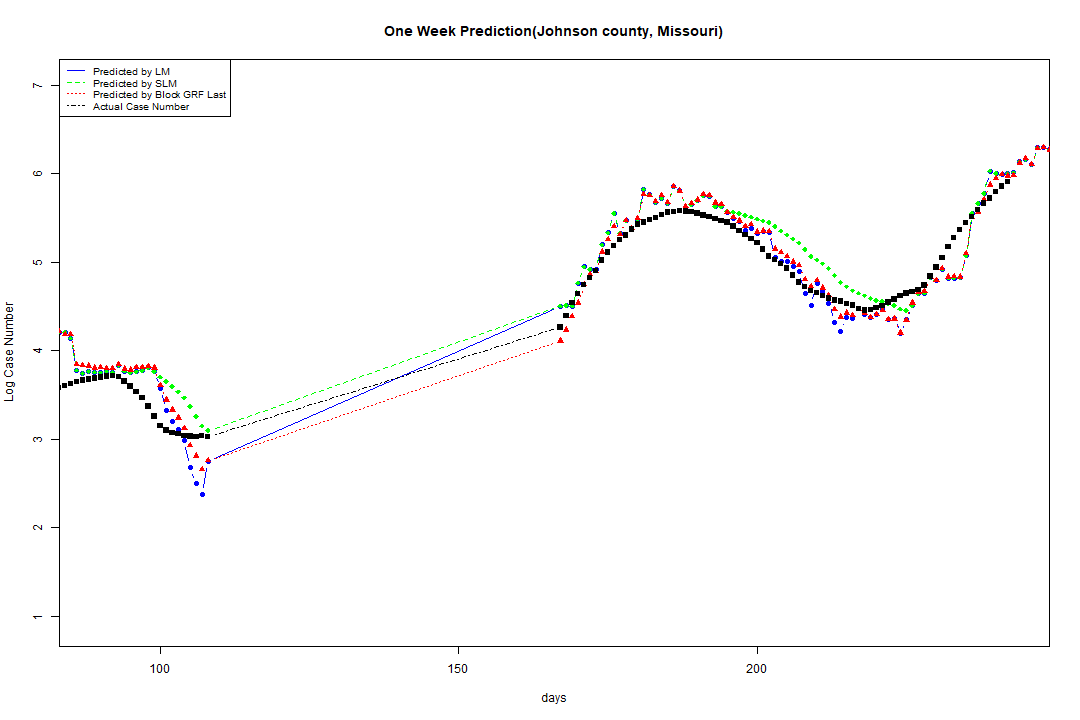 One Week Prediction(Johnson county, Missouri)
Predicted by LM
Predicted by SLM
Predicted by Block GRF Last
Actual Case Number
7
6
5
4
3
2
1
Log Case Number
100 150 200
days